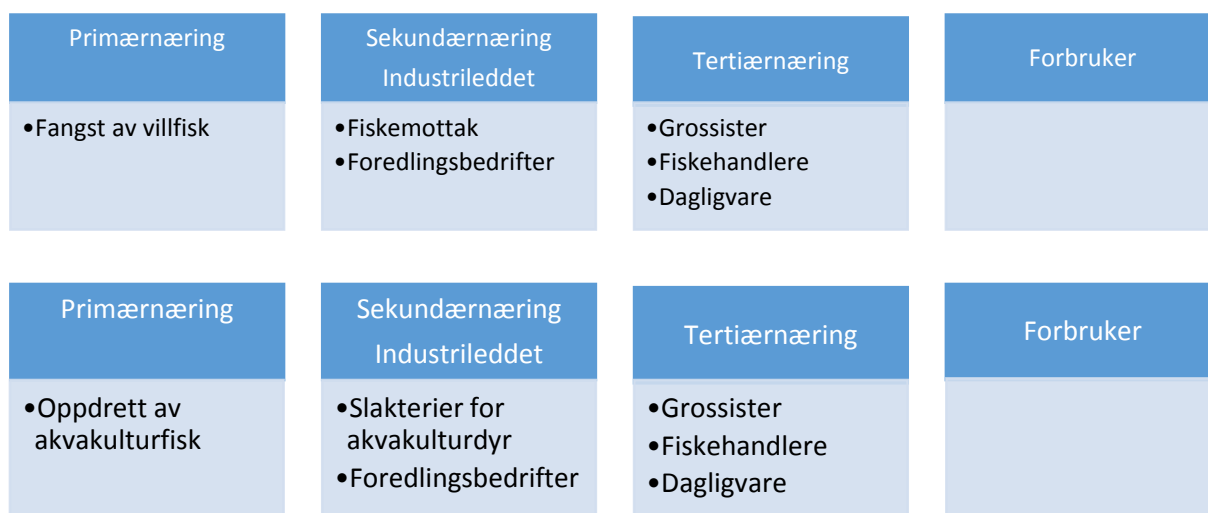 Primærnæring
•Fangst av villfisk
Sekundærnæring
Industrileddet
•Fiskemottak
•Foredlingsbedrifter
Tertiærnæring
•Grossister
•Fiskehandlere
•Dagligvare
Forbruker
Primærnæring
•Oppdrett av
akvakulturfisk
Sekundærnæring
Industrileddet
•Slakterier for
akvakulturdyr
•Foredlingsbedrifter
Tertiærnæring
•Grossister
•Fiskehandlere
•Dagligvare
Forbruker